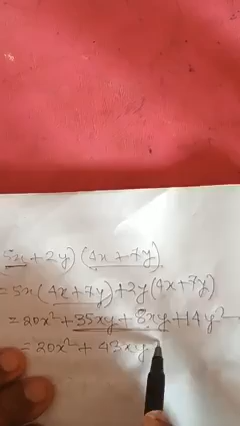 5x + 2y) (4x + 7y)
= 5x (4x + 7y) + 2y (4x + 7y)
= 20x² + 35xy + 8xy + 14y²
= 20x² + 43xy